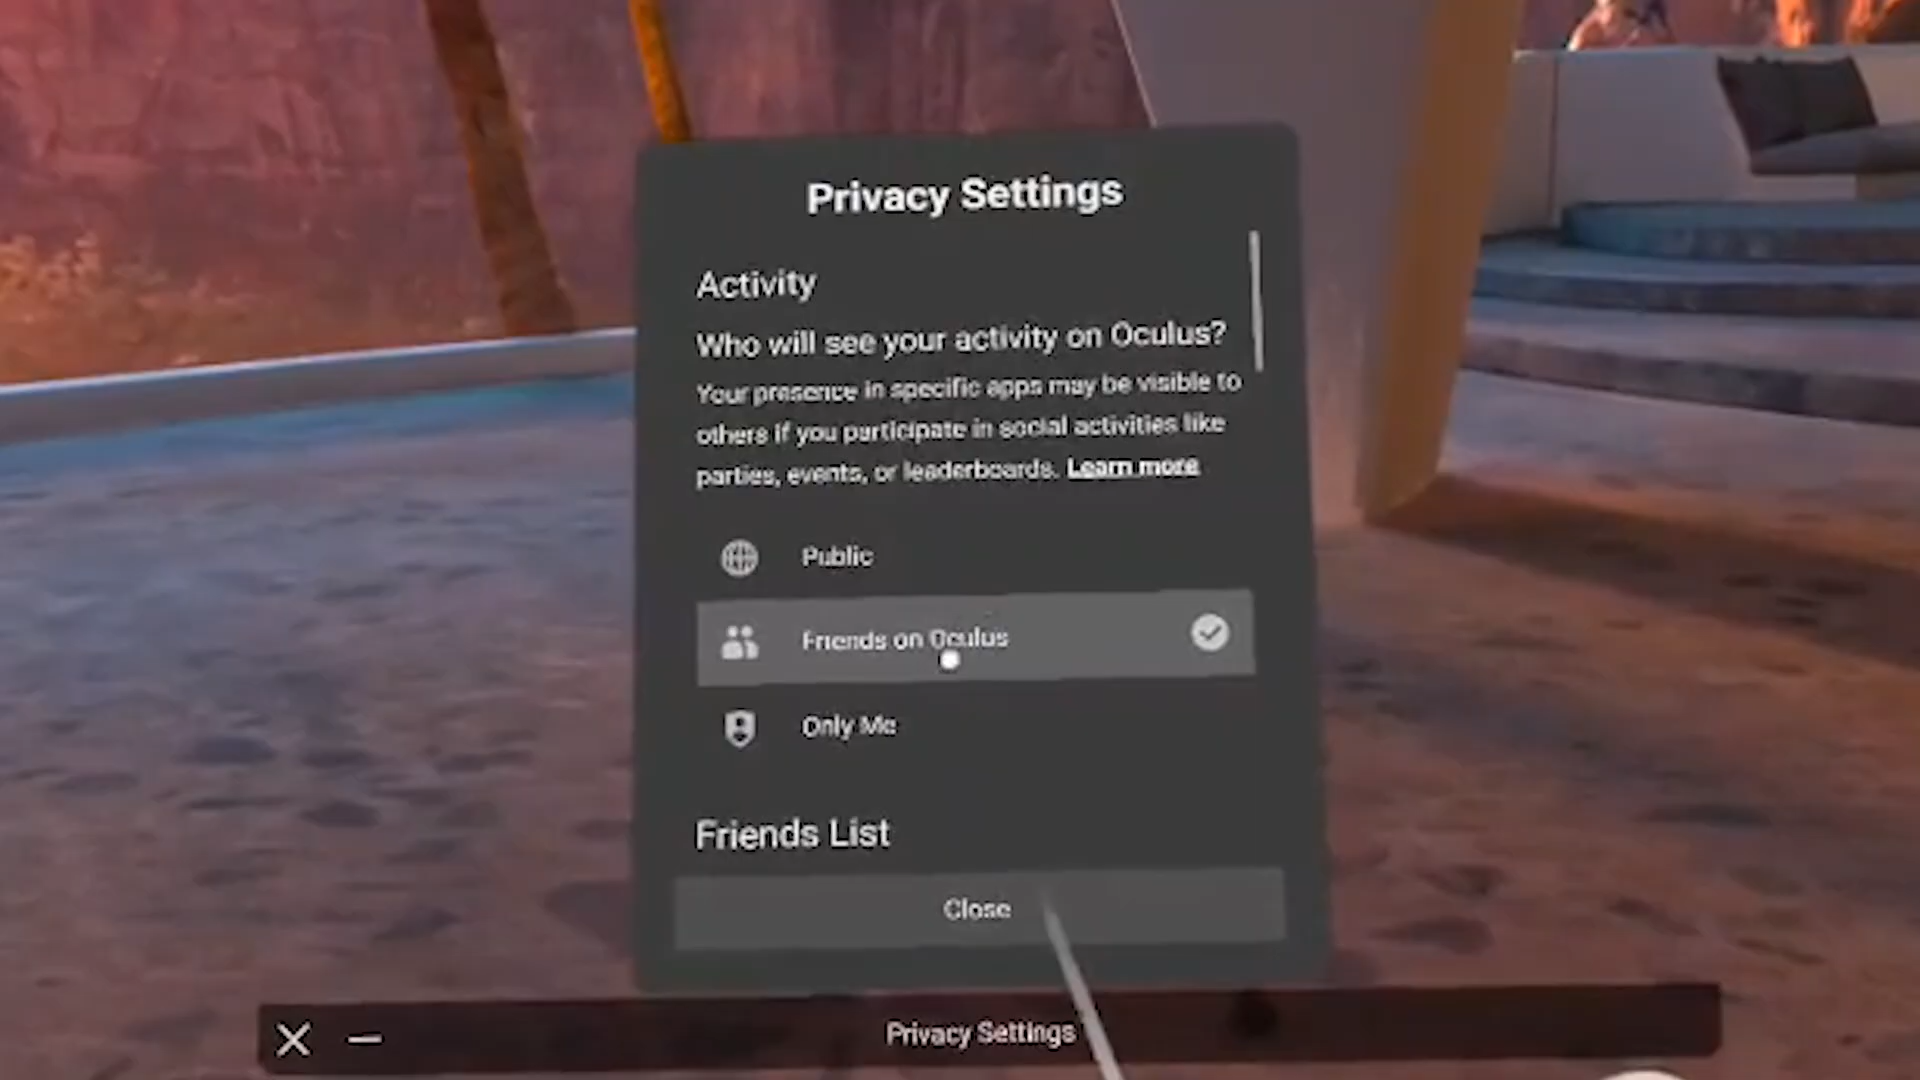 Privacy Settings
Activity
Who will see your activity on Oculus?
Your presence in specific apps may be visible to
others if you participate in social activities like
parties, events, or leaderboards. Learn more
Public
Friends on Oculus
Only Me
Friends List
Close
Privacy Settings